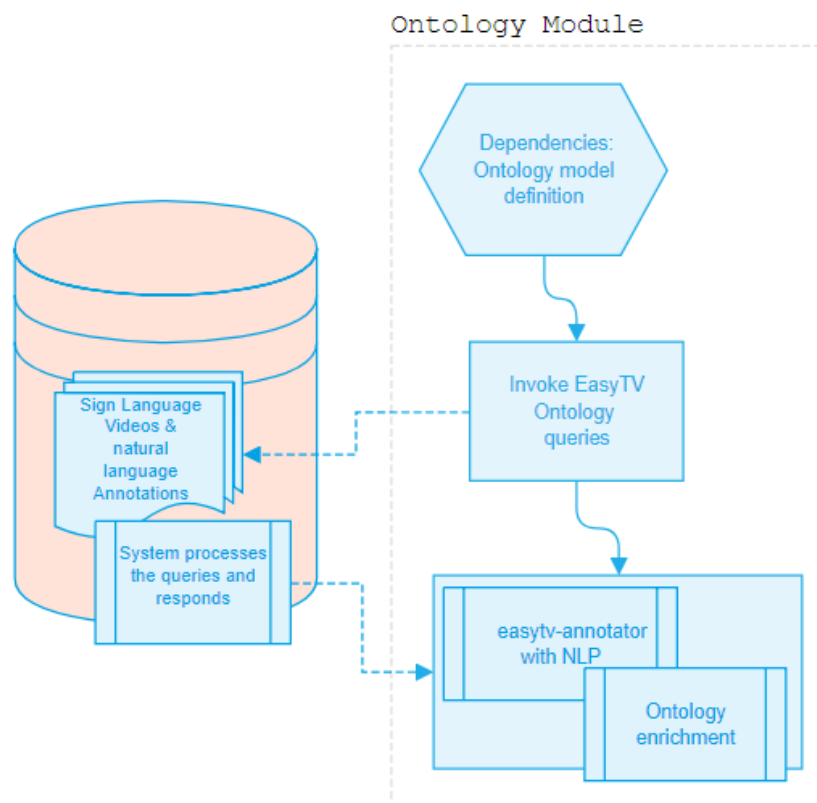 Ontology Module
Dependencies:
Ontology model
definition
Invoke EasyTV
Ontology
queries
Sign Language
Videos &
natural
language
Annotations
System processes
the queries and
responds
easytv-annotator
with NLP
Ontology
enrichment